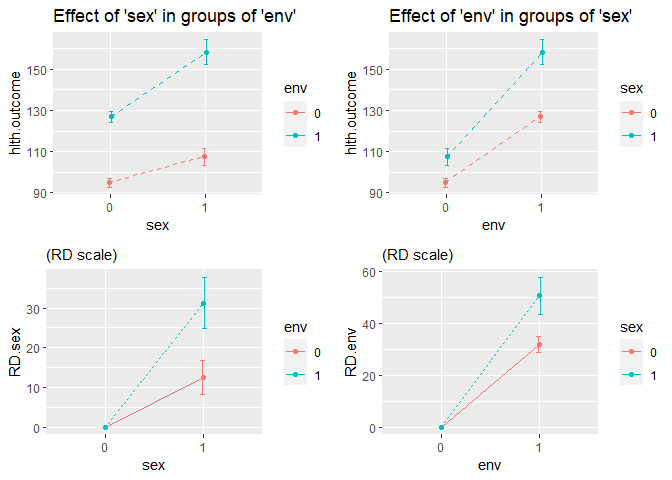 Effect of 'sex' in groups of 'env'
hlth.outcome
150
130
110
90
0
1
sex
env
0
1
Effect of 'env' in groups of 'sex'
hlth.outcome
150
130
110
90
0
1
env
sex
0
1
(RD scale)
RD.sex
30
20
10
0
0
1
sex
env
0
1
(RD scale)
RD.env
60
40
20
0
0
1
env
sex
0
1